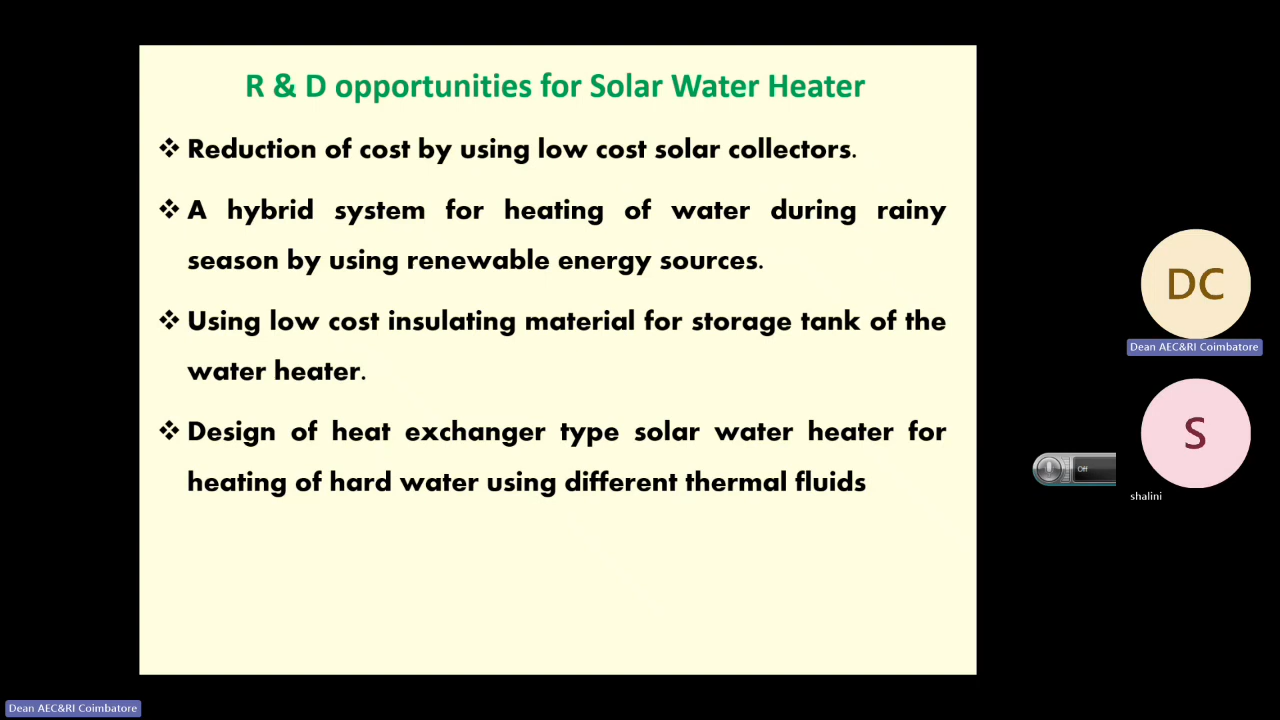 R & D opportunities for Solar Water Heater
❖ Reduction of cost by using low cost solar collectors.
❖ A hybrid system for heating of water during rainy
season by using renewable energy sources.
❖ Using low cost insulating material for storage tank of the
water heater.
❖ Design of heat exchanger type solar water heater for
heating of hard water using different thermal fluids
DC
Dean AEC&RI Coimbatore
S
Off
shalini
Dean AEC&RI Coimbatore